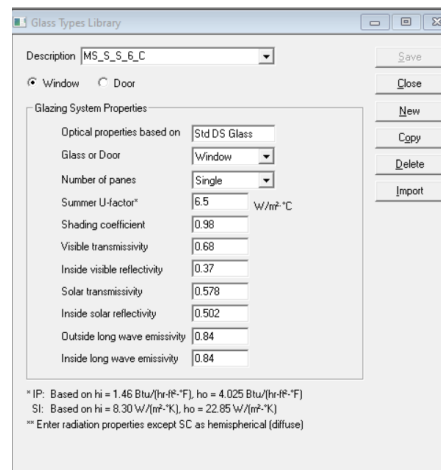 Glass Types Library
Description MS_S_S_6_C
Save
Window Door
Close
Glazing System Properties
New
Optical properties based on Std DS Glass
Copy
Glass or Door Window
Delete
Number of panes Single
Import
Summer U-factor* 6.5 W/m²·°C
Shading coefficient 0.98
Visible transmissivity 0.68
Inside visible reflectivity 0.37
Solar transmissivity 0.578
Inside solar reflectivity 0.502
Outside long wave emissivity 0.84
Inside long wave emissivity 0.84
* IP: Based on hi = 1.46 Btu/(hr·ft²·°F), ho = 4.025 Btu/(hr·ft²·°F)
SI: Based on hi = 8.30 W/(m²·°K), ho = 22.85 W/(m²·°K)
** Enter radiation properties except SC as hemispherical (diffuse)